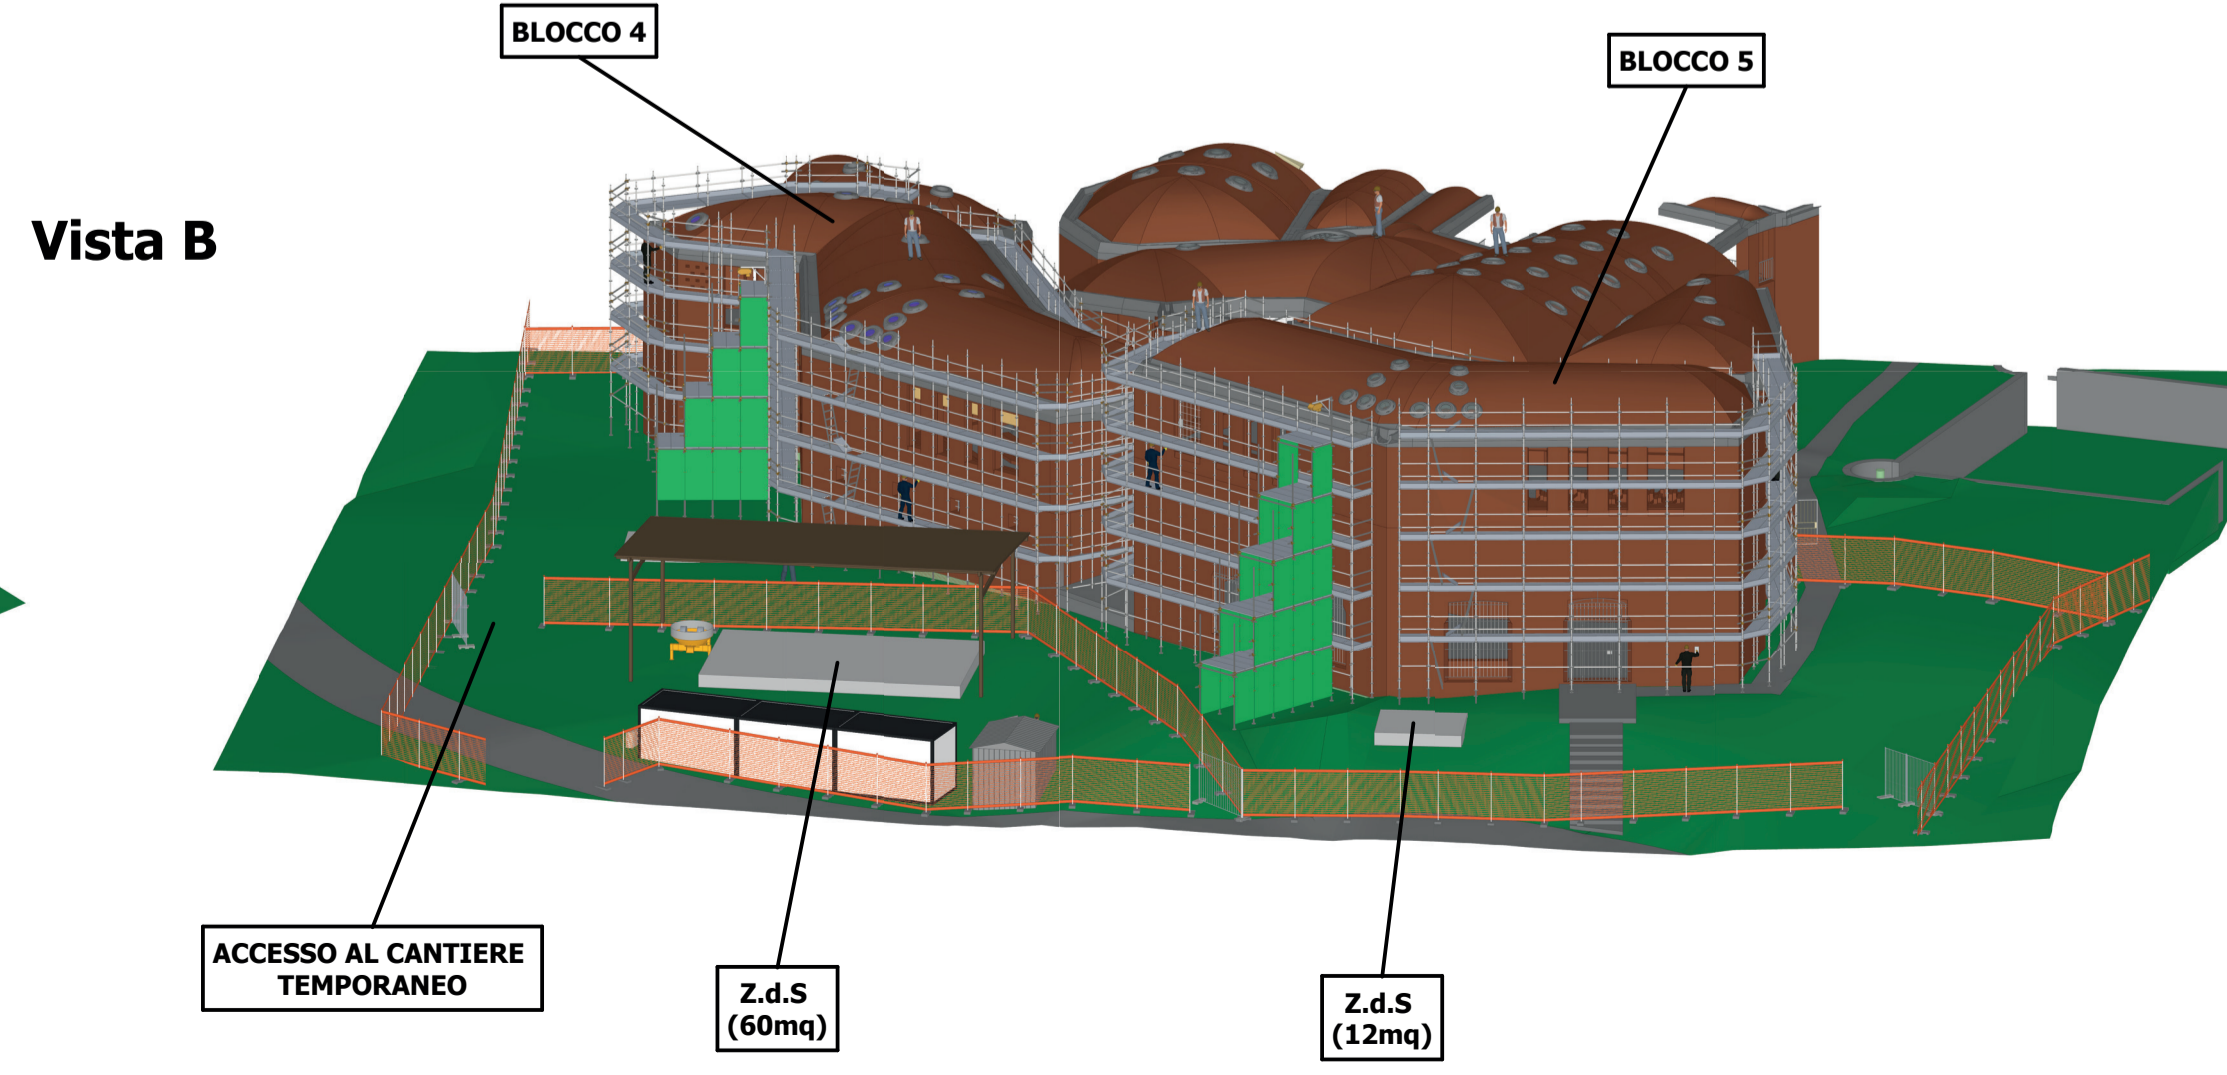 BLOCCO 4
BLOCCO 5
Vista B
ACCESSO AL CANTIERE
TEMPORANEO
Z.d.S
(60mq)
Z.d.S
(12mq)